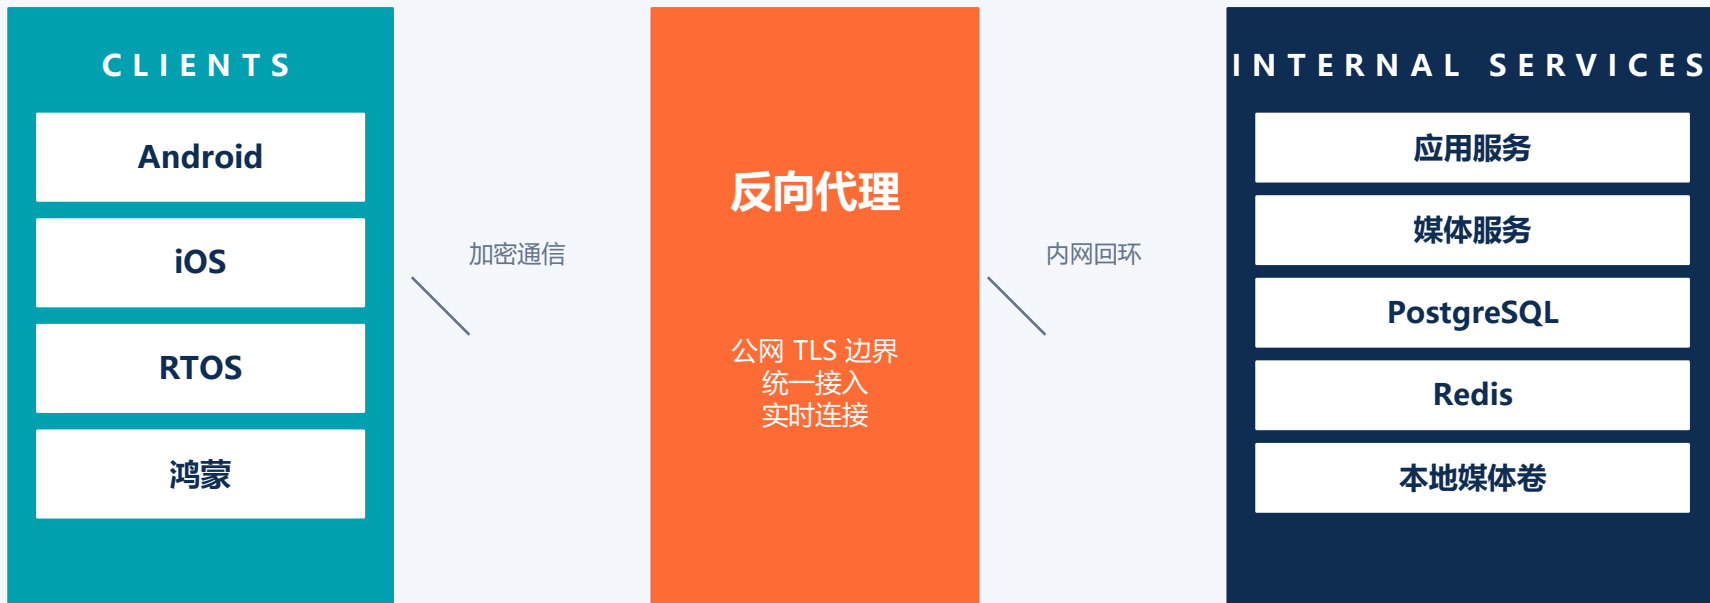 CLIENTS
Android
iOS
RTOS
鸿蒙
加密通信
反向代理
公网 TLS 边界
统一接入
实时连接
内网回环
INTERNAL SERVICES
应用服务
媒体服务
PostgreSQL
Redis
本地媒体卷